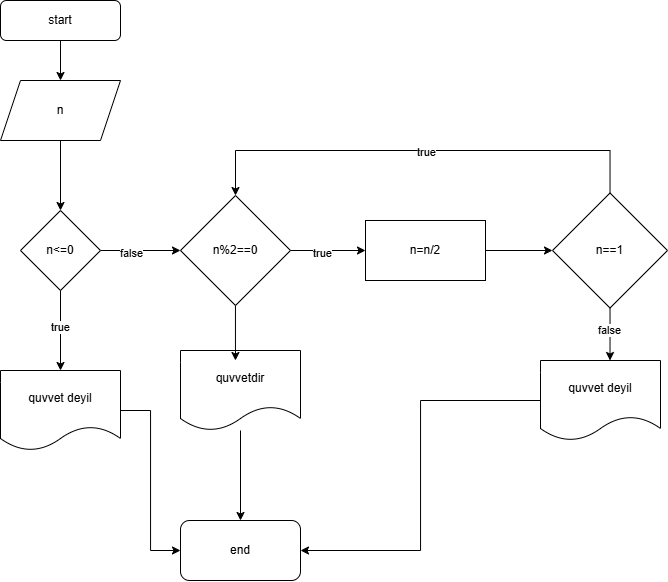 start
n
true
n<=0
false
n%2==0
true
n=n/2
n==1
true
false
quvvet deyil
quvvetdir
quvvet deyil
end